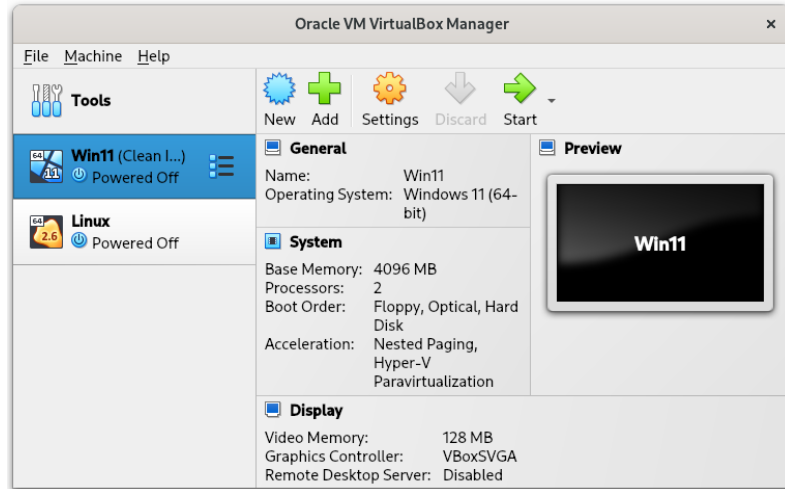 Oracle VM VirtualBox Manager
×
File Machine Help
Tools
New Add Settings Discard Start
64
11
Win11 (Clean I...)
Powered Off
64
2.6
Linux
Powered Off
General
Name: Win11
Operating System: Windows 11 (64-
bit)
Preview
Win11
System
Base Memory: 4096 MB
Processors: 2
Boot Order: Floppy, Optical, Hard
Disk
Acceleration: Nested Paging,
Hyper-V
Paravirtualization
Display
Video Memory: 128 MB
Graphics Controller: VBoxSVGA
Remote Desktop Server: Disabled